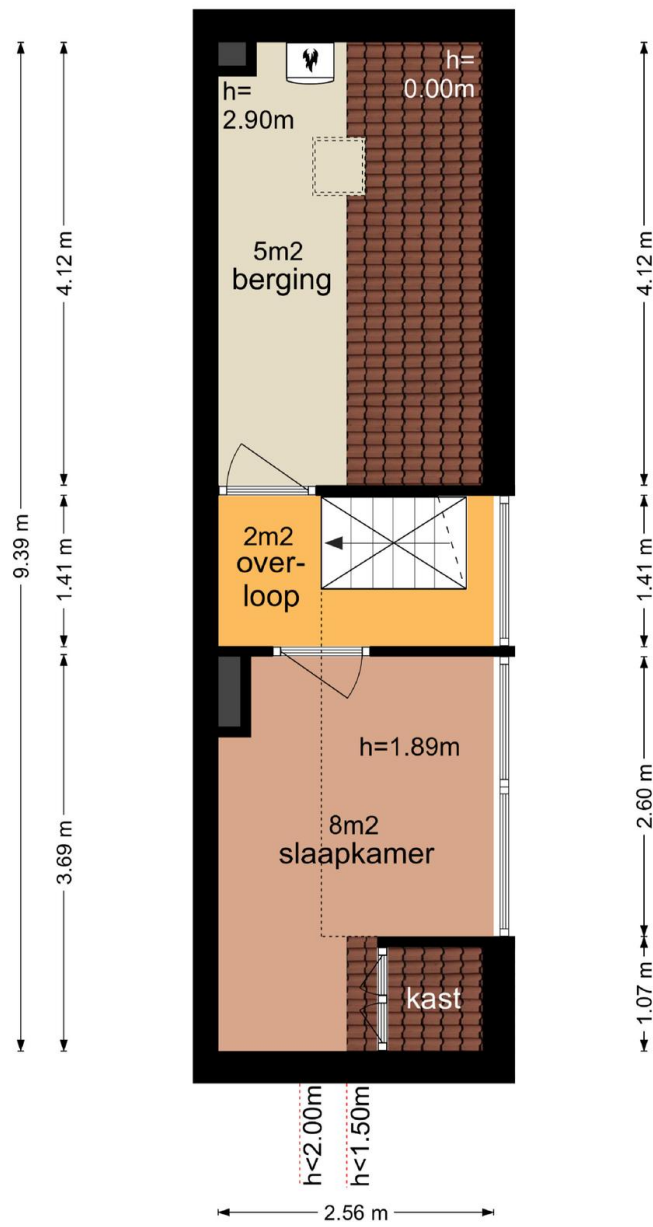 h=
0.00m
h=
2.90m
5m2
berging
4.12 m
4.12 m
9.39 m
2m2
over-
loop
1.41 m
1.41 m
h=1.89m
8m2
slaapkamer
3.69 m
2.60 m
kast
1.07 m
h<2.00m
h<1.50m
2.56 m